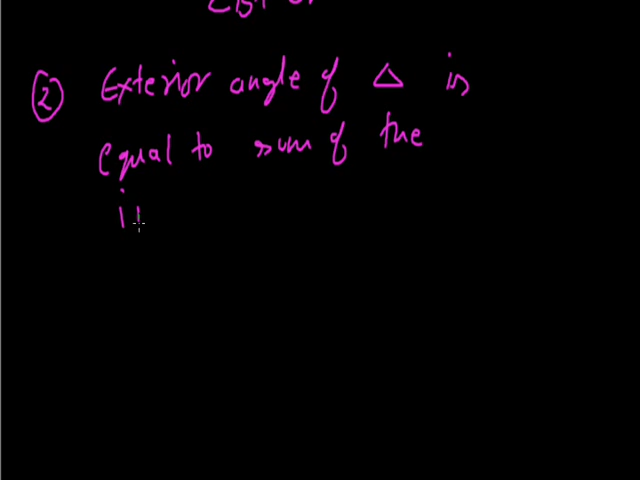 ② Exterior angle of △ is
equal to sum of the